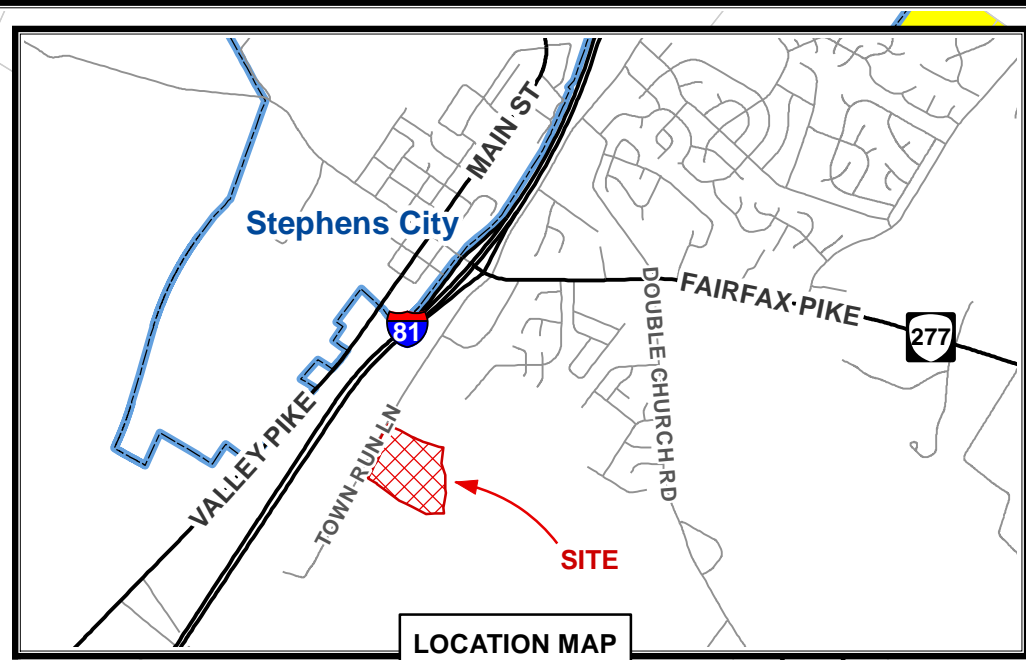 MAIN ST
Stephens City
81
FAIRFAX PIKE
277
DOUBLE CHURCH RD
VALLEY PIKE
TOWN RUN LN
SITE
LOCATION MAP